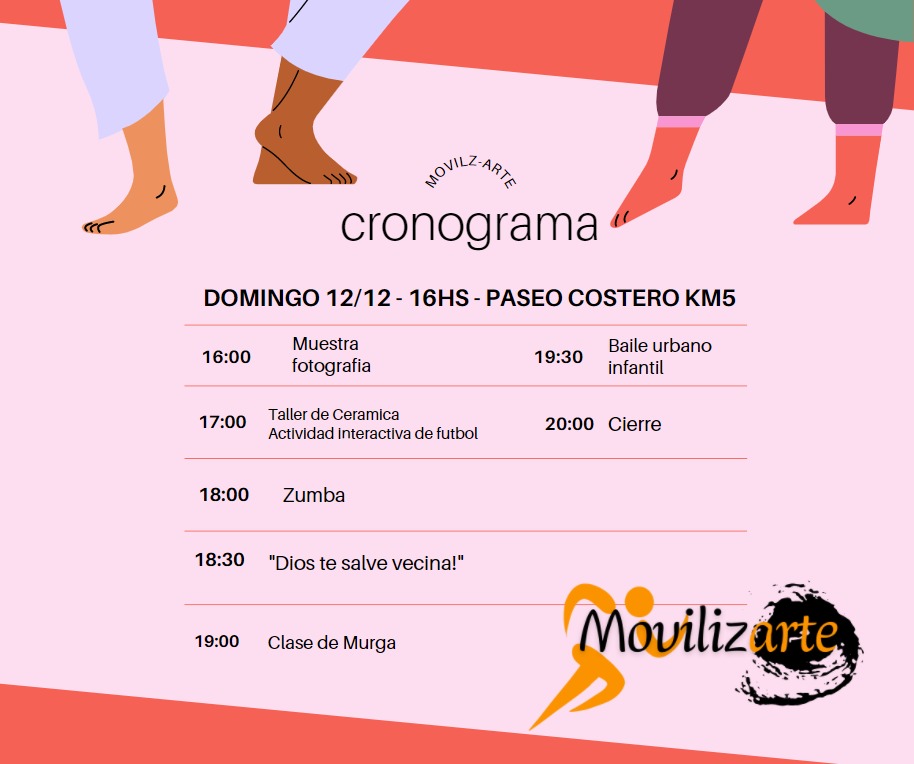 MOVILZ-ARTE
cronograma
DOMINGO 12/12 - 16HS - PASEO COSTERO KM5
16:00 Muestra
fotografia
17:00 Taller de Ceramica
Actividad interactiva de futbol
18:00 Zumba
18:30 "Dios te salve vecina!"
19:00 Clase de Murga
19:30 Baile urbano
infantil
20:00 Cierre
Movilizarte